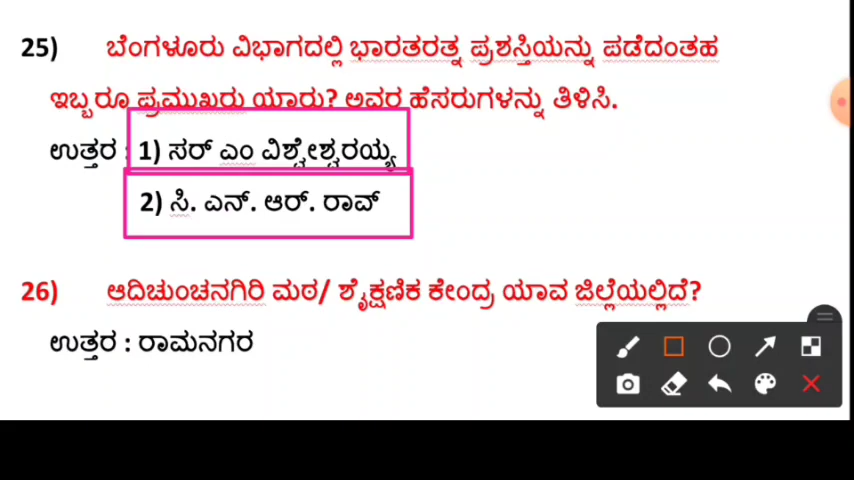 25) ಬೆಂಗಳೂರು ವಿಭಾಗದಲ್ಲಿ ಭಾರತರತ್ನ ಪ್ರಶಸ್ತಿಯನ್ನು ಪಡೆದಂತಹ
ಇಬ್ಬರೂ ಪ್ರಮುಖರು ಯಾರು? ಅವರ ಹೆಸರುಗಳನ್ನು ತಿಳಿಸಿ.
ಉತ್ತರ : 1) ಸರ್ ಎಂ ವಿಶ್ವೇಶ್ವರಯ್ಯ
2) ಸಿ. ಎನ್. ಆರ್. ರಾವ್
26) ಆದಿಚುಂಚನಗಿರಿ ಮಠ/ ಶೈಕ್ಷಣಿಕ ಕೇಂದ್ರ ಯಾವ ಜಿಲ್ಲೆಯಲ್ಲಿದೆ?
ಉತ್ತರ : ರಾಮನಗರ